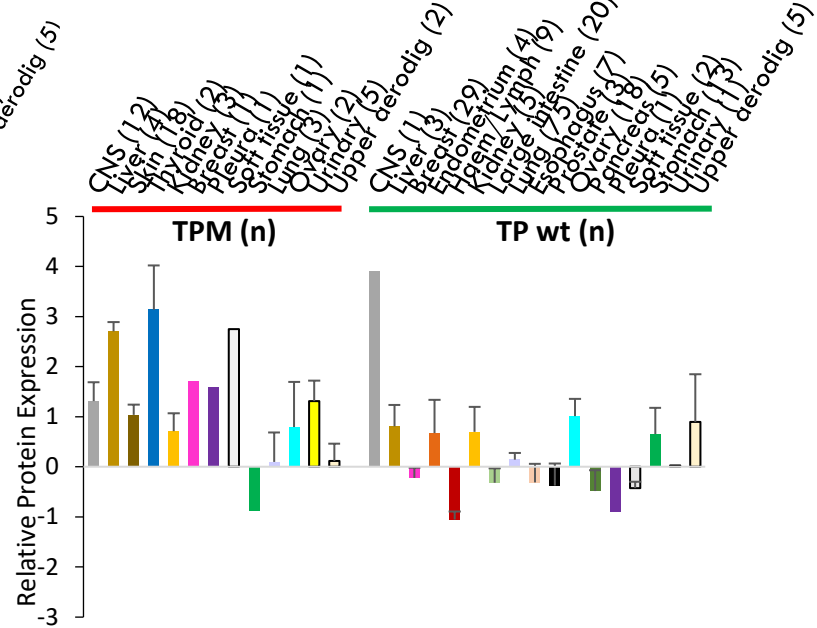 derodig (5)
CNS (12)
Liver (4)
Skin (18)
Thyroid (2)
Kidney (3)
Breast (1)
Pleura (1)
Soft tissue (1)
Stomach (1)
Lung (3)
Ovary (2)
Urinary (5)
Upper aerodig (2)
CNS (1)
Liver (3)
Breast (29)
Endometrium (4)
Haem/Lymph (9)
Kidney (5)
Large intestine (20)
Lung (75)
Esophagus (7)
Prostate (3)
Ovary (18)
Pancreas (5)
Pleura (1)
Soft tissue (2)
Stomach (13)
Urinary (1)
Upper aerodig (5)
TPM (n)
TP wt (n)
Relative Protein Expression
5
4
3
2
1
0
-1
-2
-3